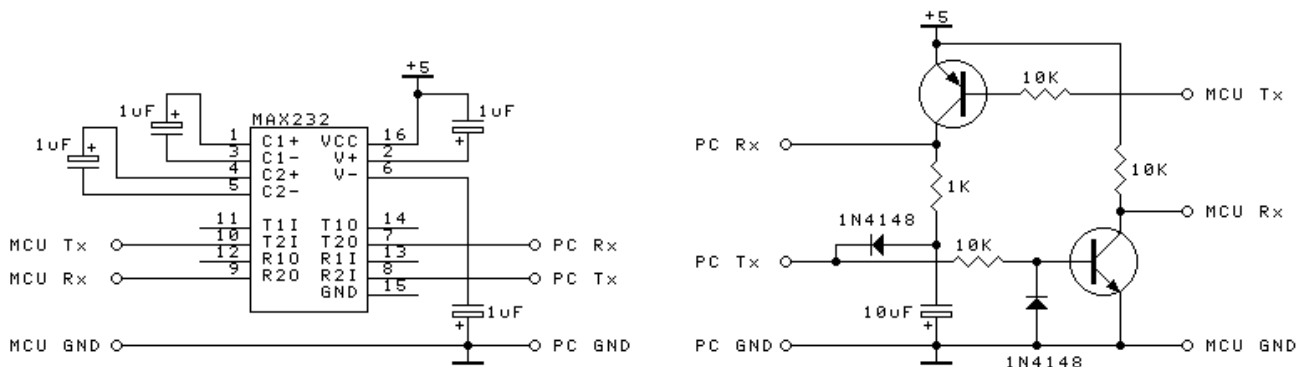 +5
1uF
+
MAX232
1uF
+
1uF
+
1 C1+ VCC 16
3 C1- V+ 2
4 C2+ V- 6
5 C2-
11 T1I T1O 14
MCU Tx 10 T2I T2O 7 PC Rx
12 R1O R1I 13
MCU Rx 9 R2O R2I 8 PC Tx
GND 15
1uF
+
MCU GND PC GND
+5
10K
MCU Tx
PC Rx
10K
1K
MCU Rx
1N4148
10K
PC Tx
10uF
+
PC GND MCU GND
1N4148